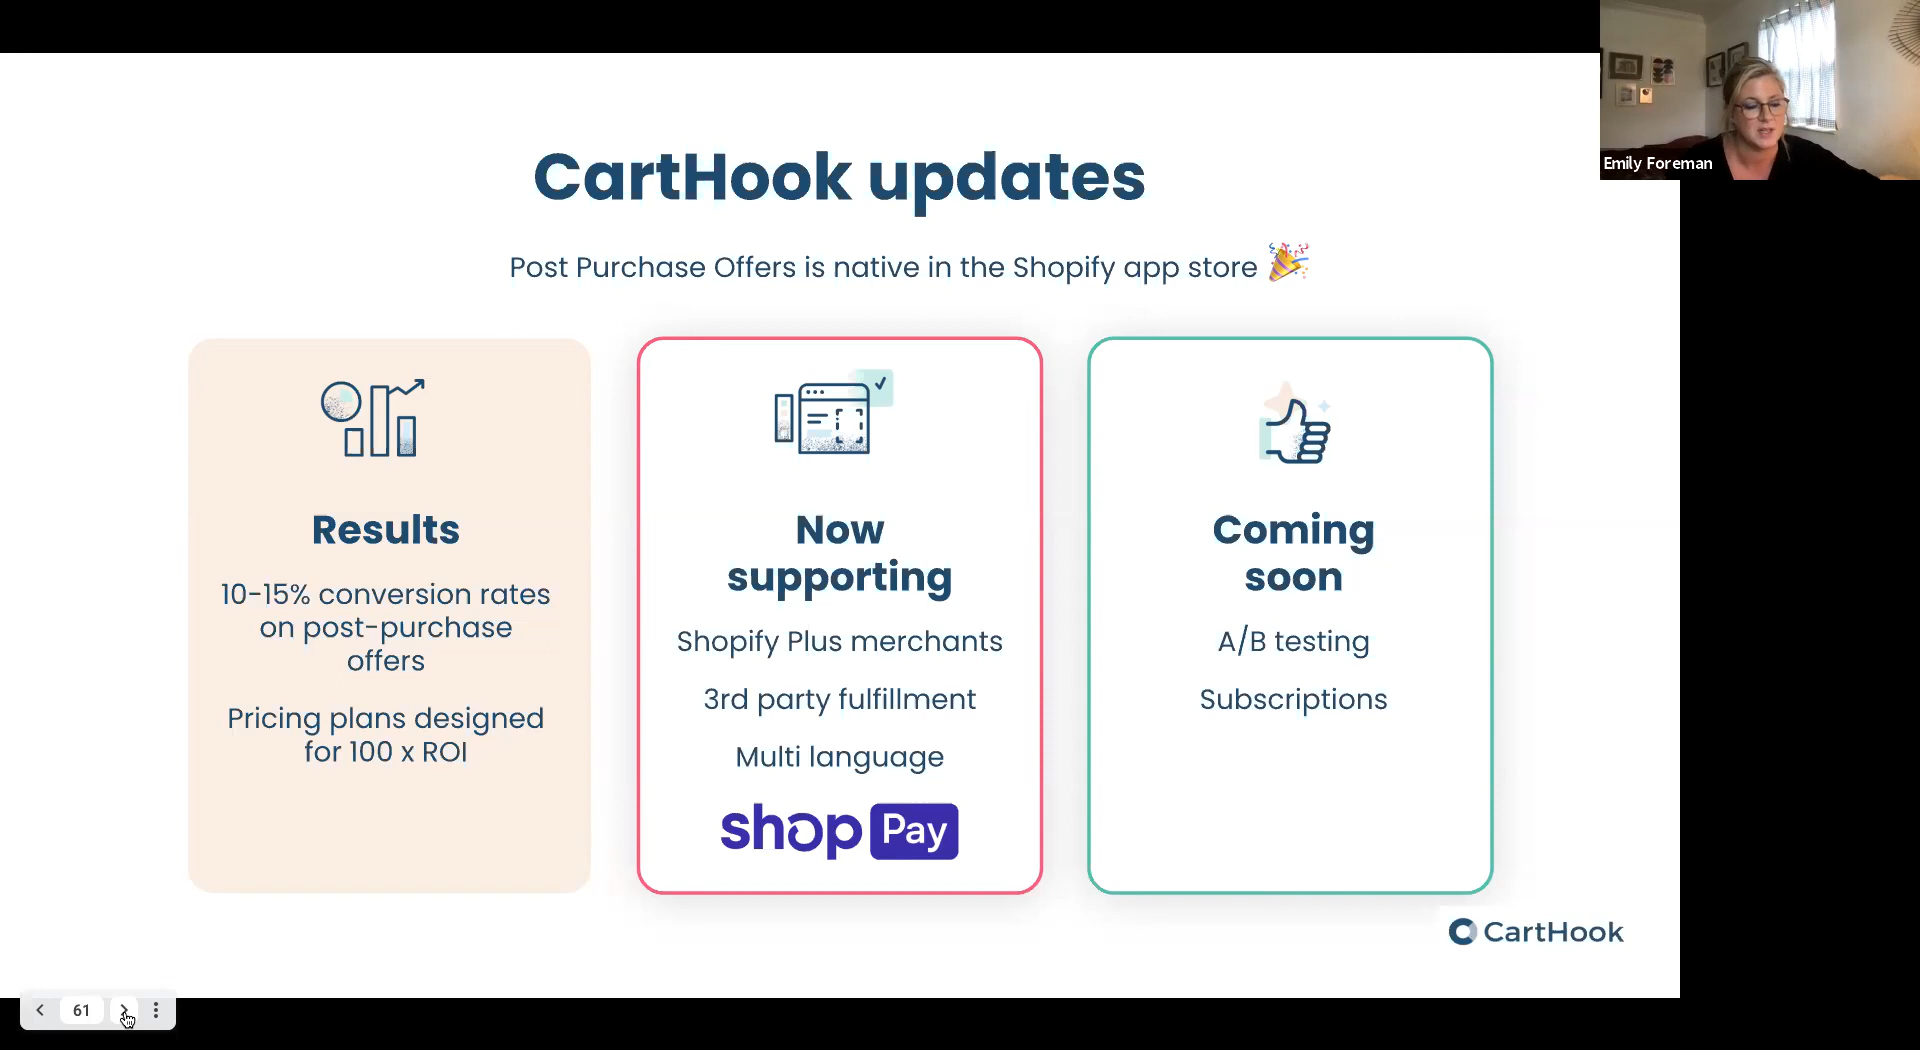 Emily Foreman
CartHook updates
Post Purchase Offers is native in the Shopify app store
Results
10-15% conversion rates
on post-purchase
offers
Pricing plans designed
for 100 x ROI
Now
supporting
Shopify Plus merchants
3rd party fulfillment
Multi language
shop Pay
Coming
soon
A/B testing
Subscriptions
CartHook
61